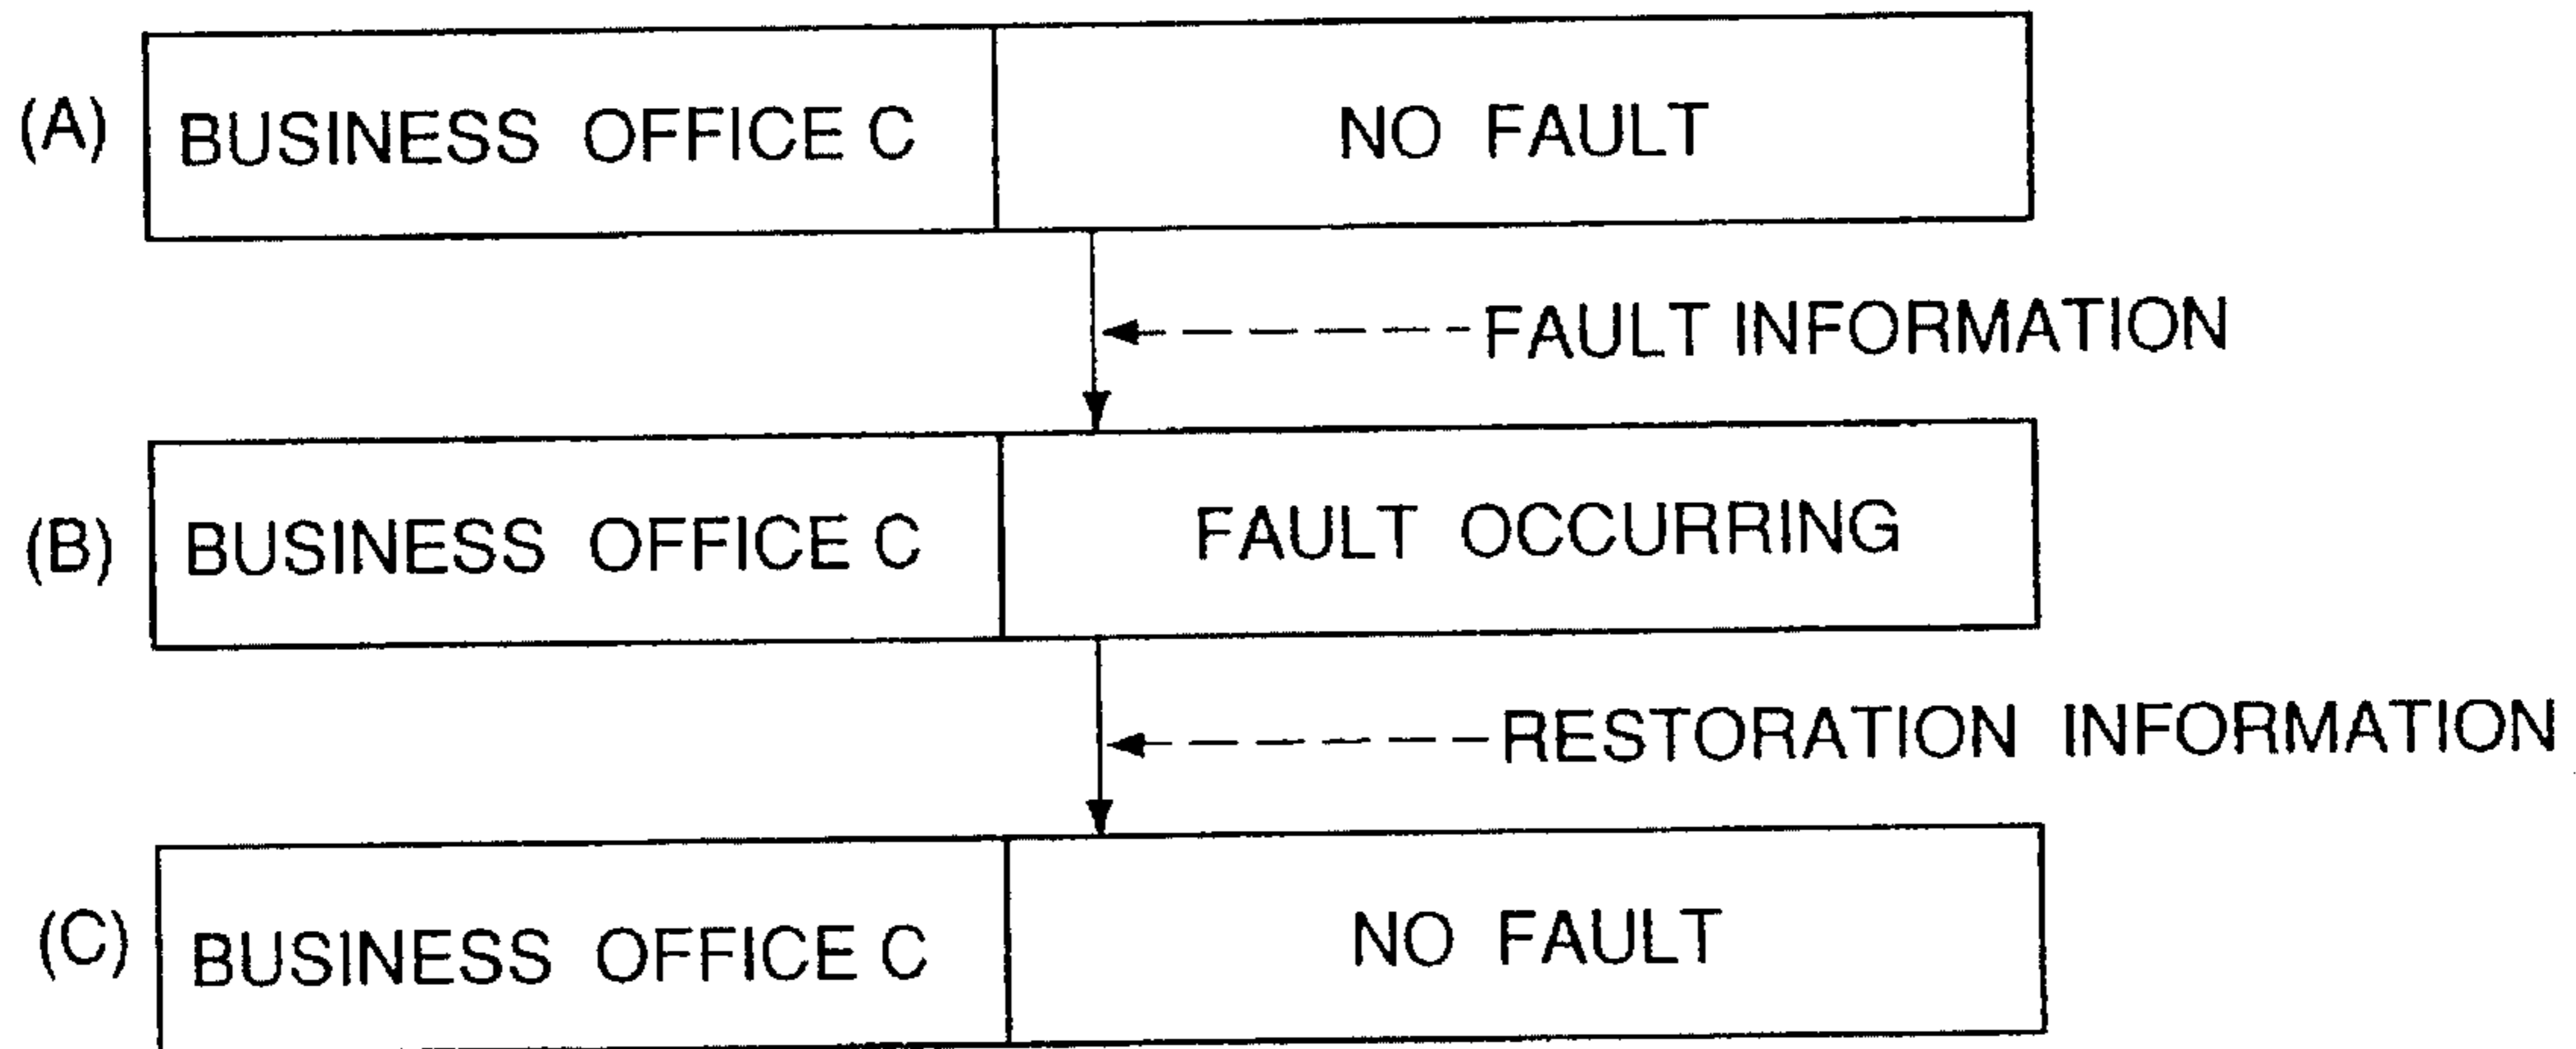 (A) BUSINESS OFFICE C NO FAULT
FAULT INFORMATION
(B) BUSINESS OFFICE C FAULT OCCURRING
RESTORATION INFORMATION
(C) BUSINESS OFFICE C NO FAULT